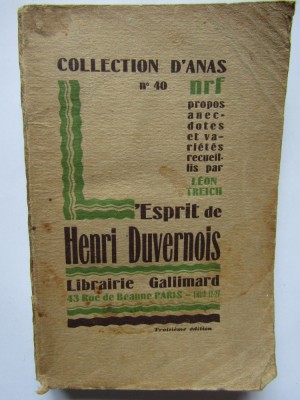 COLLECTION D'ANAS
Nº 40
nrf
propos
anec-
dotes
et va-
riétés
recueil-
lis par
LÉON
TREICH
L'Esprit de
Henri Duvernois
Librairie Gallimard
43 Rue de Beaune PARIS –
Troisième édition